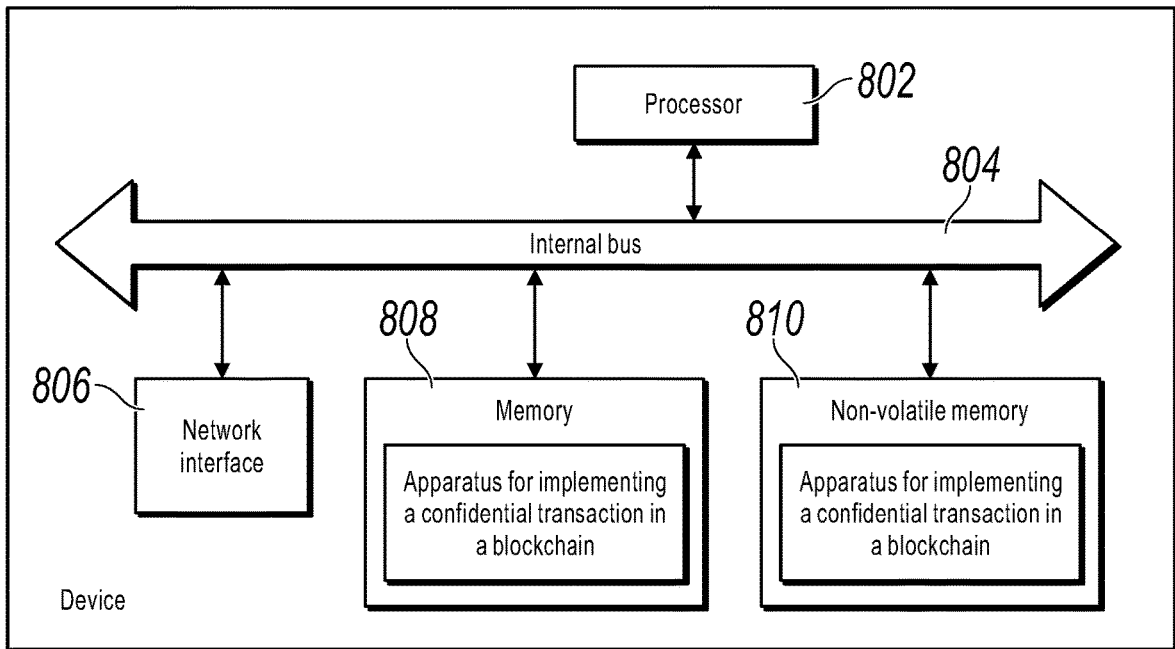 802
Processor
804
Internal bus
806
Network
interface
808
Memory
Apparatus for implementing
a confidential transaction in
a blockchain
810
Non-volatile memory
Apparatus for implementing
a confidential transaction in
a blockchain
Device